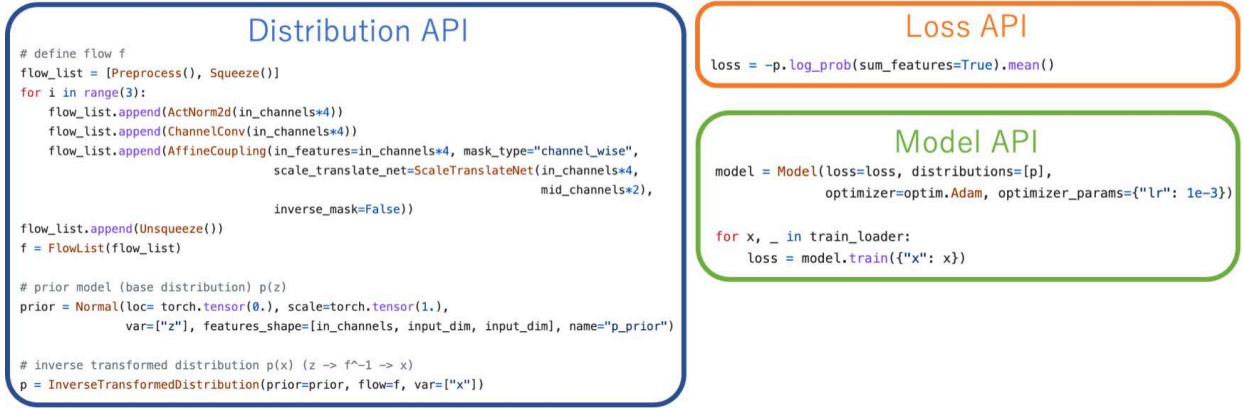 Distribution API
# define flow f
flow_list = [Preprocess(), Squeeze()]
for i in range(3):
    flow_list.append(ActNorm2d(in_channels*4))
    flow_list.append(ChannelConv(in_channels*4))
    flow_list.append(AffineCoupling(in_features=in_channels*4, mask_type="channel_wise",
                                    scale_translate_net=ScaleTranslateNet(in_channels*4,
                                                                          mid_channels*2),
                                    inverse_mask=False))
flow_list.append(Unsqueeze())
f = FlowList(flow_list)
# prior model (base distribution) p(z)
prior = Normal(loc= torch.tensor(0.), scale=torch.tensor(1.),
               var=["z"], features_shape=[in_channels, input_dim, input_dim], name="p_prior")
# inverse transformed distribution p(x) (z -> f^-1 -> x)
p = InverseTransformedDistribution(prior=prior, flow=f, var=["x"])
Loss API
loss = -p.log_prob(sum_features=True).mean()
Model API
model = Model(loss=loss, distributions=[p],
              optimizer=optim.Adam, optimizer_params={"lr": 1e-3})
for x, _ in train_loader:
    loss = model.train({"x": x})